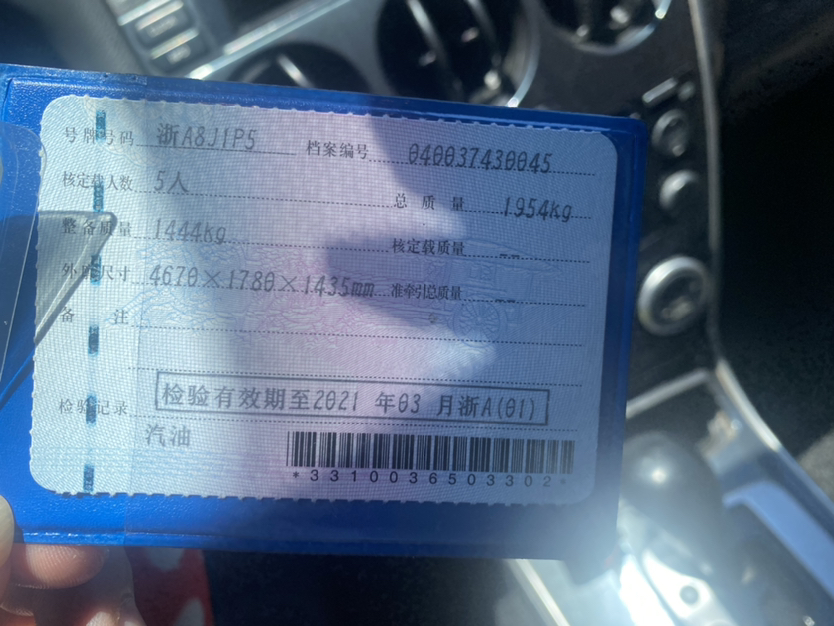 号牌号码 浙A8J1P5 档案编号 040037430045
核定载人数 5人 总质量 1954kg
整备质量 1444kg 核定载质量 --
外廓尺寸 4670×1780×1435mm 准牵引总质量 --
备注
检验记录 检验有效期至2021年03月浙A(01)
汽油
*3310036503302*